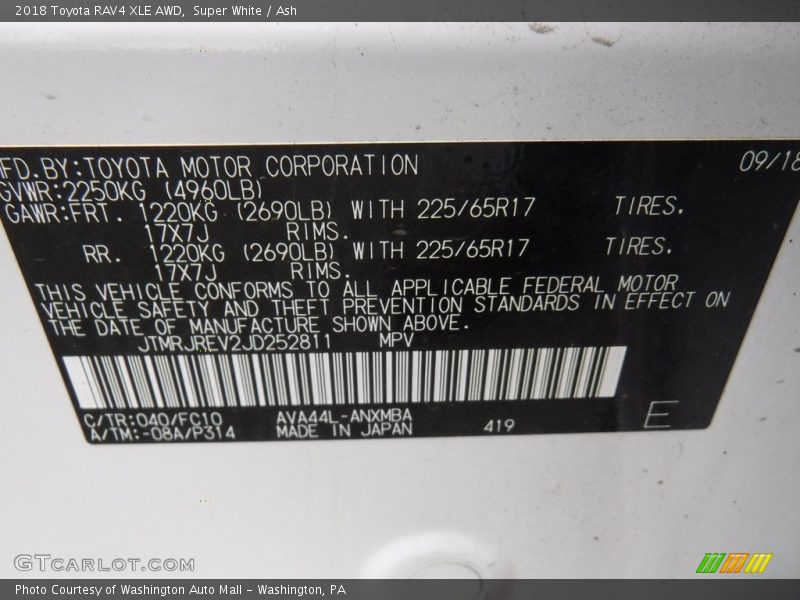 2018 Toyota RAV4 XLE AWD, Super White / Ash
MFD.BY:TOYOTA MOTOR CORPORATION 09/18
GVWR:2250KG (4960LB)
GAWR:FRT. 1220KG (2690LB) WITH 225/65R17 TIRES.
17X7J RIMS.
RR. 1220KG (2690LB) WITH 225/65R17 TIRES.
17X7J RIMS.
THIS VEHICLE CONFORMS TO ALL APPLICABLE FEDERAL MOTOR
VEHICLE SAFETY AND THEFT PREVENTION STANDARDS IN EFFECT ON
THE DATE OF MANUFACTURE SHOWN ABOVE.
JTMRJREV2JD252811 MPV
C/TR:040/FC10 AVA44L-ANXMBA
A/TM:-08A/P314 MADE IN JAPAN 419 E
GTCARLOT.COM
Photo Courtesy of Washington Auto Mall - Washington, PA